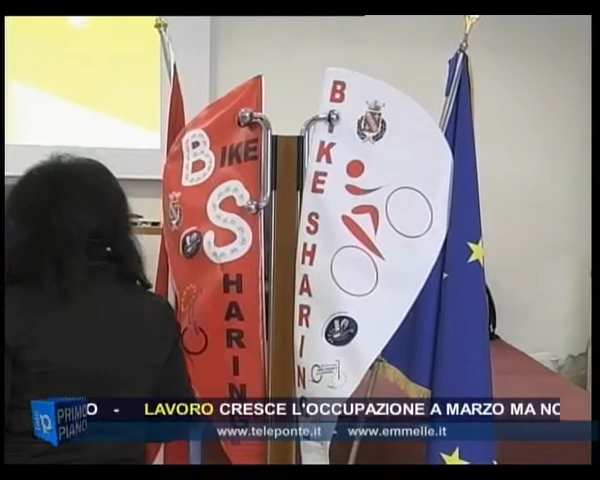 BIKE
SHARING
BIKE SHARING
O - LAVORO CRESCE L'OCCUPAZIONE A MARZO MA NO
PRIMO
PIANO
www.teleponte.it - www.emmelle.it